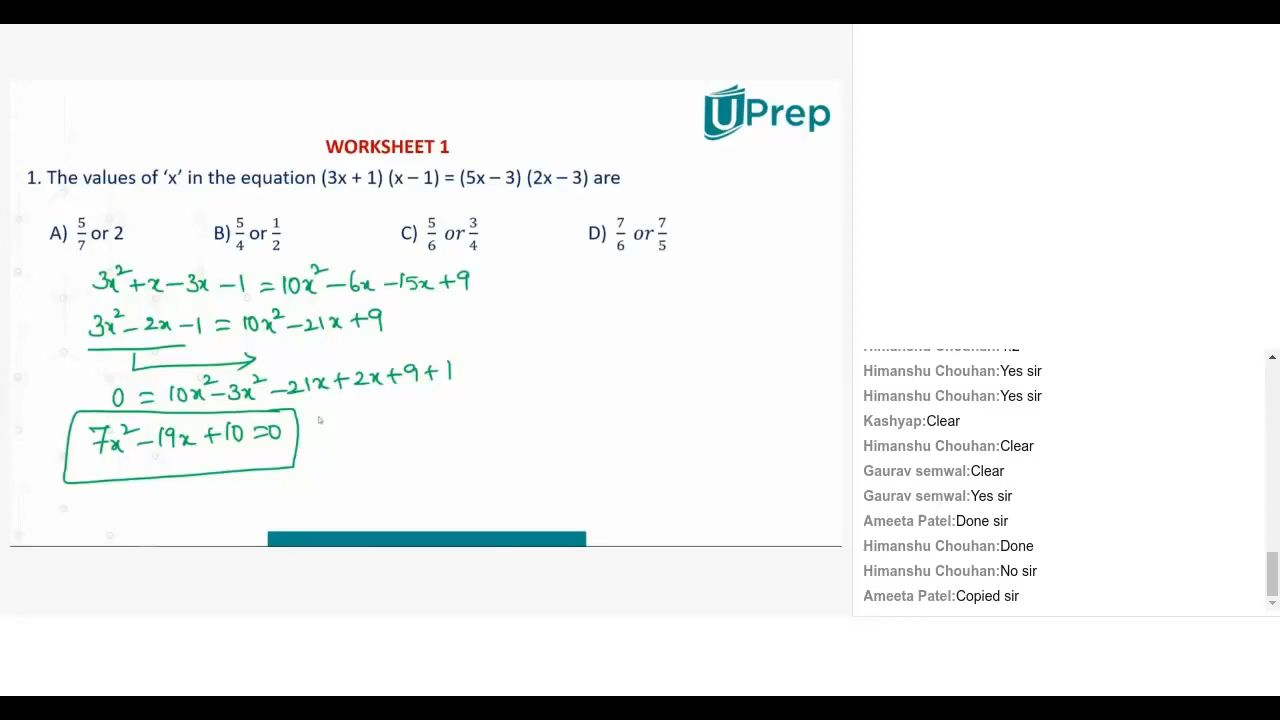 UPrep
WORKSHEET 1
1. The values of ‘x’ in the equation (3x + 1) (x – 1) = (5x – 3) (2x – 3) are
A) 5/7 or 2 B) 5/4 or 1/2 C) 5/6 or 3/4 D) 7/6 or 7/5
3x² + x – 3x – 1 = 10x² – 6x – 15x + 9
3x² – 2x – 1 = 10x² – 21x + 9
0 = 10x² – 3x² – 21x + 2x + 9 + 1
7x² – 19x + 10 = 0
Himanshu Chouhan:Yes sir
Himanshu Chouhan:Yes sir
Kashyap:Clear
Himanshu Chouhan:Clear
Gaurav semwal:Clear
Gaurav semwal:Yes sir
Ameeta Patel:Done sir
Himanshu Chouhan:Done
Himanshu Chouhan:No sir
Ameeta Patel:Copied sir